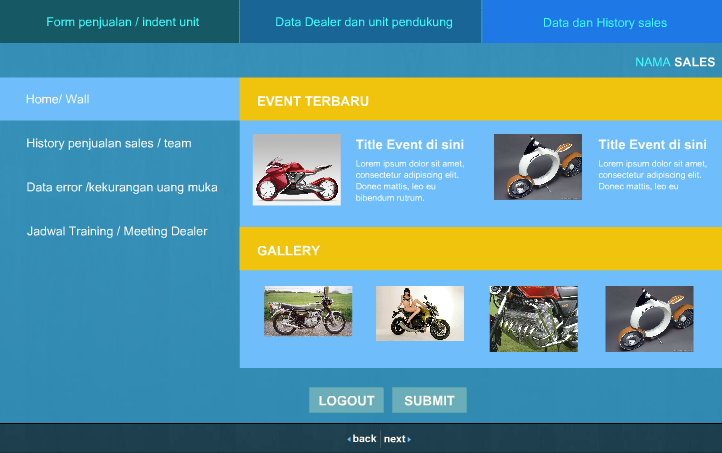 Form penjualan / indent unit
Data Dealer dan unit pendukung
Data dan History sales
NAMA SALES
Home/ Wall
History penjualan sales / team
Data error /kekurangan uang muka
Jadwal Training / Meeting Dealer
EVENT TERBARU
Title Event di sini
Lorem ipsum dolor sit amet,
consectetur adipiscing elit.
Donec mattis, leo eu
bibendum rutrum.
Title Event di sini
Lorem ipsum dolor sit amet,
consectetur adipiscing elit.
Donec mattis, leo eu
GALLERY
LOGOUT
SUBMIT
back
next